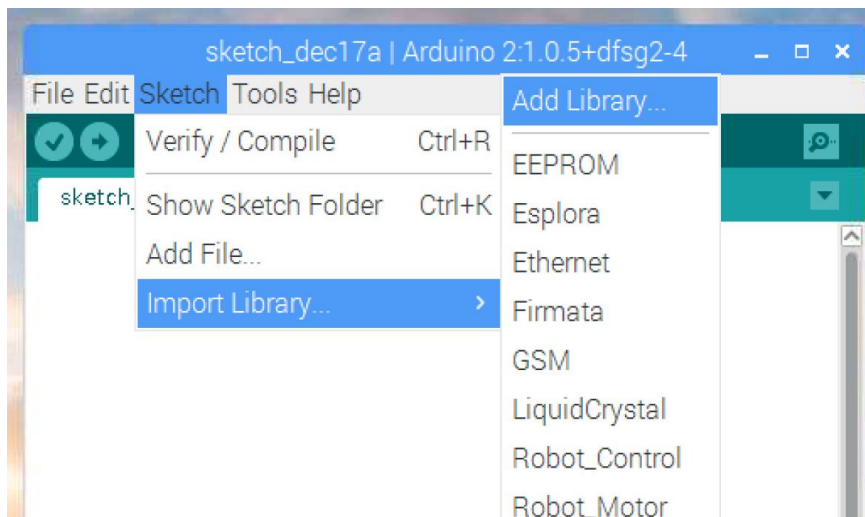 sketch_dec17a | Arduino 2:1.0.5+dfsg2-4
File Edit Sketch Tools Help
Verify / Compile Ctrl+R
sketch_
Show Sketch Folder Ctrl+K
Add File...
Import Library...
Add Library...
EEPROM
Esplora
Ethernet
Firmata
GSM
LiquidCrystal
Robot_Control
Robot_Motor